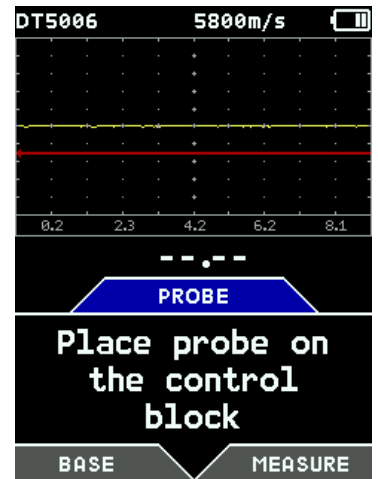 DT5006 5800m/s
0.2 2.3 4.2 6.2 8.1
--.--
PROBE
Place probe on
the control
block
BASE MEASURE